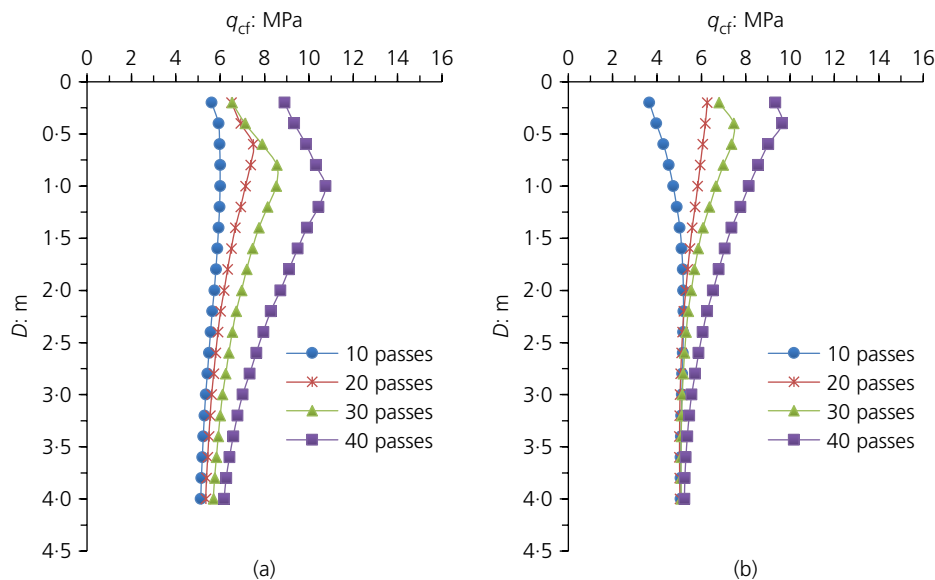 q_cf: MPa
0 2 4 6 8 10 12 14 16
0
0·5
1·0
1·5
2·0
2·5
3·0
3·5
4·0
4·5
D: m
10 passes
20 passes
30 passes
40 passes
(a)
q_cf: MPa
0 2 4 6 8 10 12 14 16
0
0·5
1·0
1·5
2·0
2·5
3·0
3·5
4·0
4·5
D: m
10 passes
20 passes
30 passes
40 passes
(b)